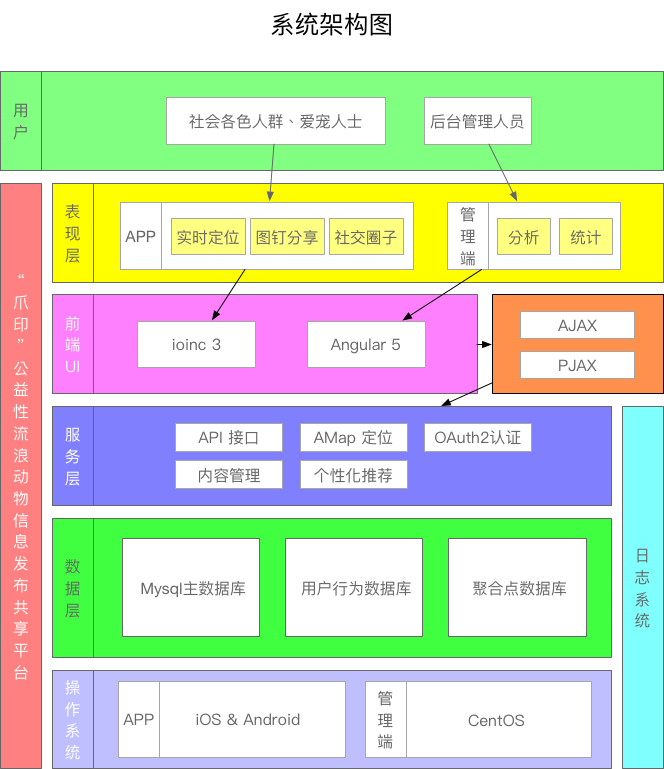 系统架构图
用户
社会各色人群、爱宠人士
后台管理人员
“爪印”公益性流浪动物信息发布共享平台
表现层
APP
实时定位
图钉分享
社交圈子
管理端
分析
统计
前端UI
ioinc 3
Angular 5
AJAX
PJAX
服务层
API 接口
AMap 定位
OAuth2认证
内容管理
个性化推荐
数据层
Mysql主数据库
用户行为数据库
聚合点数据库
日志系统
操作系统
APP
iOS & Android
管理端
CentOS